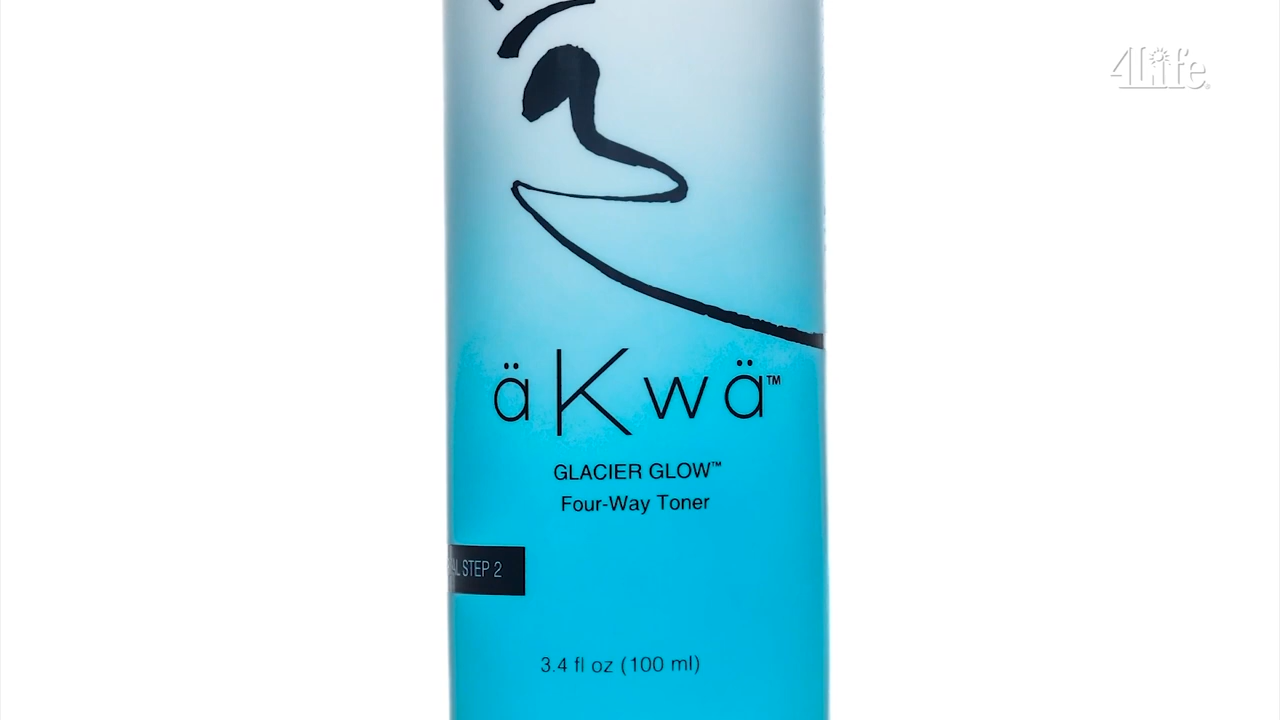 4Life®
äKwä™
GLACIER GLOW™
Four-Way Toner
STEP 2
3.4 fl oz (100 ml)